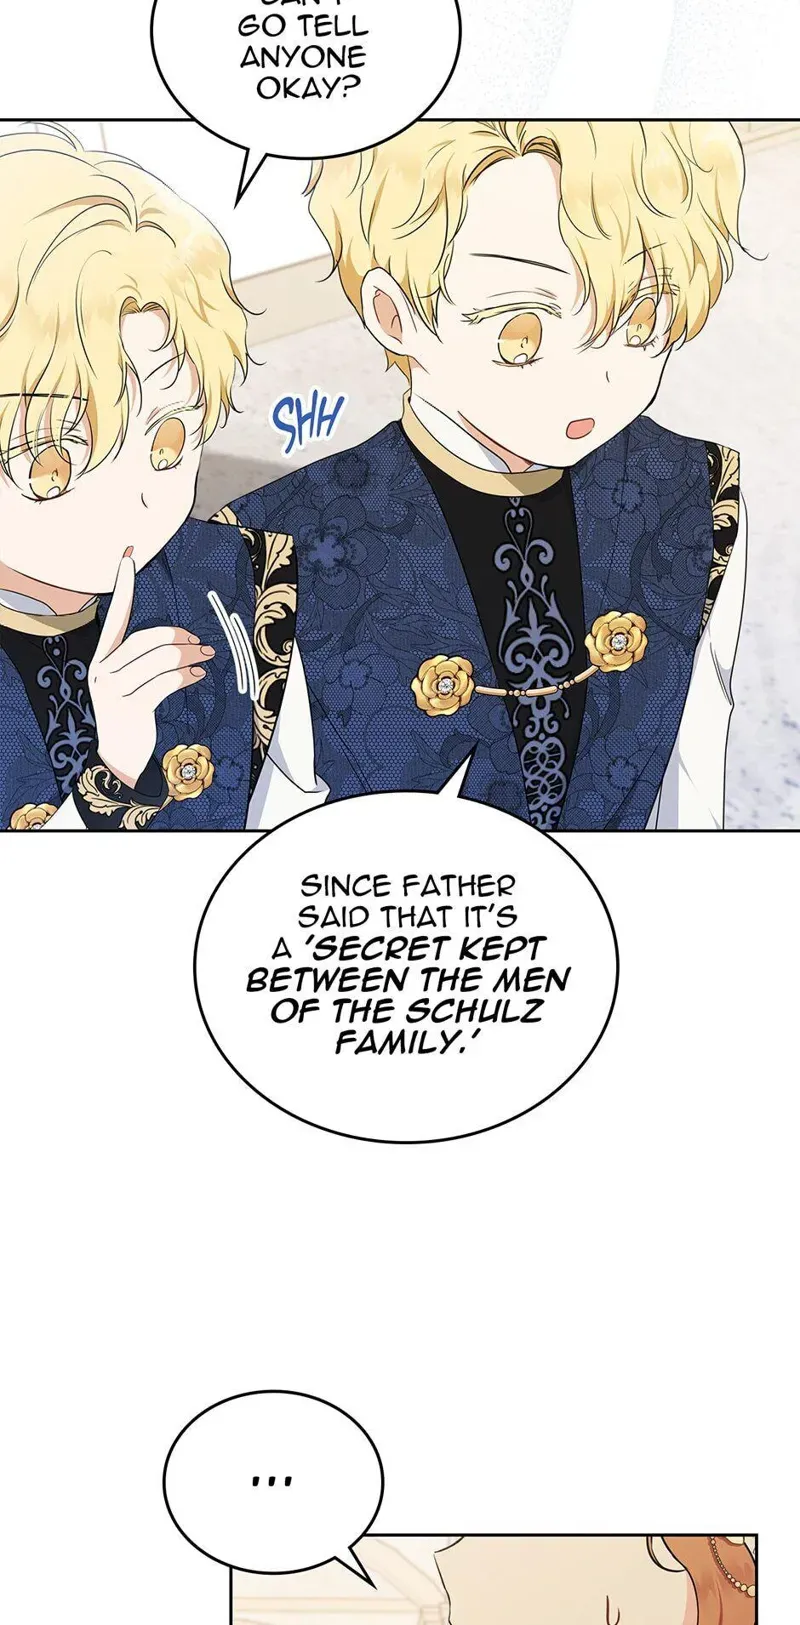 GO TELL
ANYONE
OKAY?
SHH
SINCE FATHER
SAID THAT IT'S
A 'SECRET KEPT
BETWEEN THE MEN
OF THE SCHULZ
FAMILY.'
...